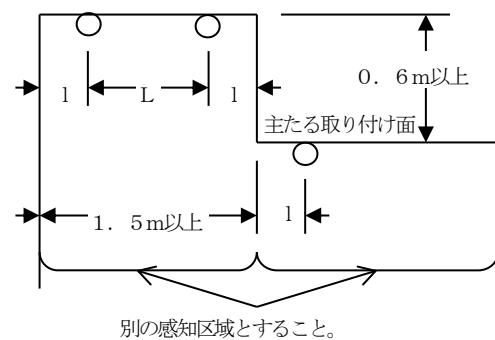 ０．６ｍ以上
l
L
l
主たる取り付け面
１．５ｍ以上
l
別の感知区域とすること。